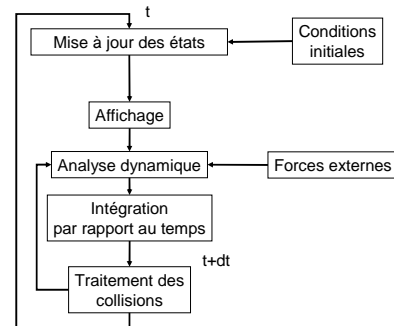 t
Mise à jour des états
Conditions
initiales
Affichage
Analyse dynamique
Forces externes
Intégration
par rapport au temps
t+dt
Traitement des
collisions